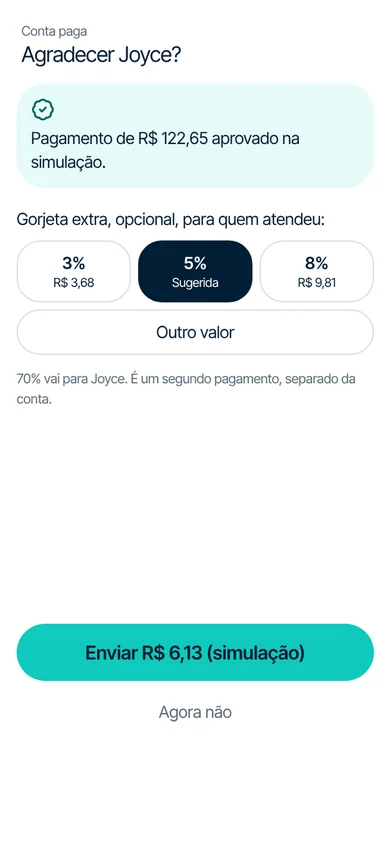 Conta paga
Agradecer Joyce?
Pagamento de R$ 122,65 aprovado na
simulação.
Gorjeta extra, opcional, para quem atendeu:
3%
R$ 3,68
5%
Sugerida
8%
R$ 9,81
Outro valor
70% vai para Joyce. É um segundo pagamento, separado da
conta.
Enviar R$ 6,13 (simulação)
Agora não